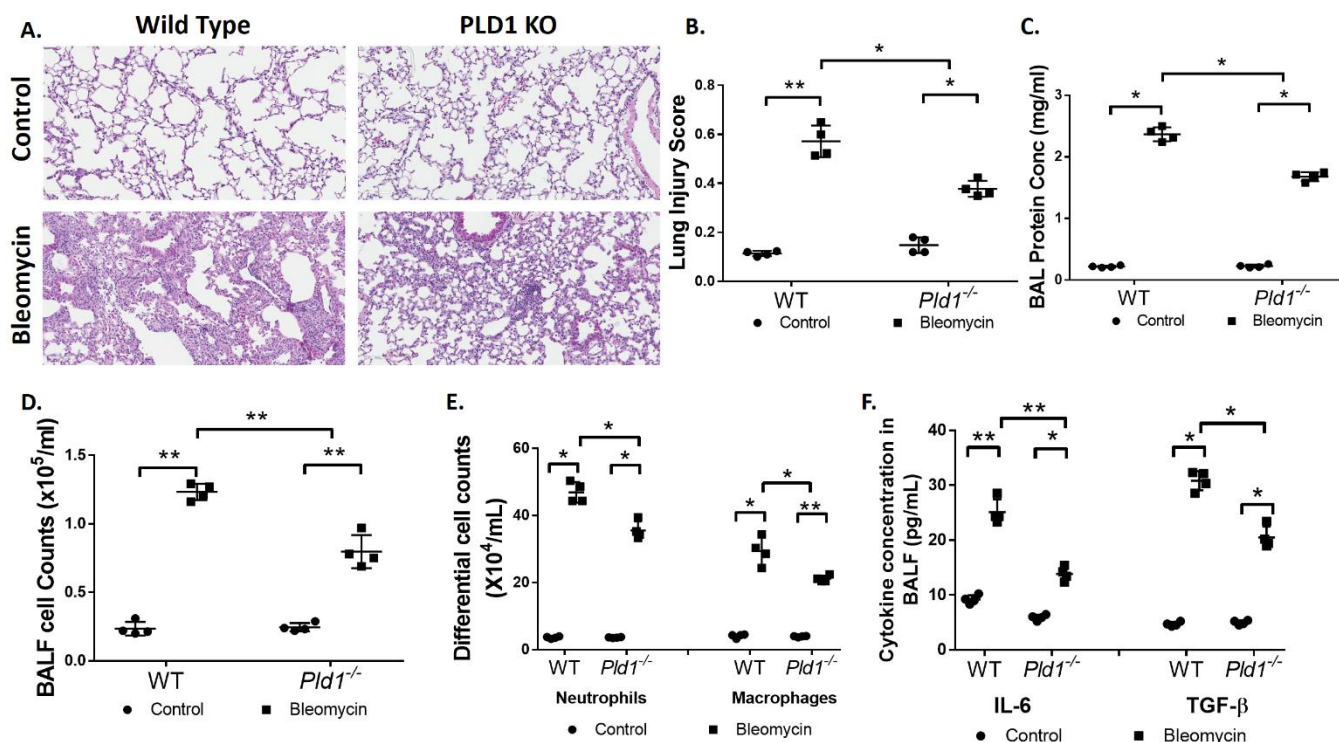 A.
Wild Type
PLD1 KO
Control
Bleomycin
B.
Lung Injury Score
0.8
0.6
0.4
0.2
0.0
**
*
*
WT
Pld1-/-
Control
Bleomycin
C.
BAL Protein Conc (mg/ml)
3
2
1
0
*
*
*
WT
Pld1-/-
Control
Bleomycin
D.
BALF cell Counts (x10^5/ml)
1.5
1.0
0.5
0.0
**
**
**
WT
Pld1-/-
Control
Bleomycin
E.
Differential cell counts
(X10^4/mL)
60
40
20
0
*
*
*
*
*
**
WT
Pld1-/-
WT
Pld1-/-
Neutrophils
Macrophages
Control
Bleomycin
F.
Cytokine concentration in
BALF (pg/mL)
40
30
20
10
0
**
**
*
*
*
*
WT
Pld1-/-
WT
Pld1-/-
IL-6
TGF-β
Control
Bleomycin